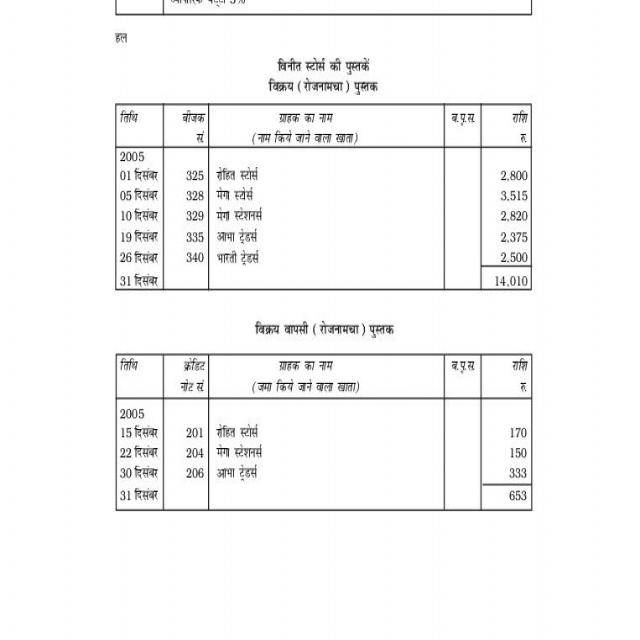 व्यापारिक बट्टा 5%
हल
विनीत स्टोर्स की पुस्तकें
विक्रय (रोजनामचा) पुस्तक
तिथि बीजक ग्राहक का नाम ब.पृ.स. राशि
सं. (नाम किये जाने वाला खाता) रु.
2005
01 दिसंबर 325 रोहित स्टोर्स 2,800
05 दिसंबर 328 मेगा स्टोर्स 3,515
10 दिसंबर 329 मेगा स्टेशनर्स 2,820
19 दिसंबर 335 आभा ट्रेडर्स 2,375
26 दिसंबर 340 भारती ट्रेडर्स 2,500
31 दिसंबर 14,010
विक्रय वापसी (रोजनामचा) पुस्तक
तिथि क्रेडिट ग्राहक का नाम ब.पृ.स. राशि
नोट सं. (जमा किये जाने वाला खाता) रु.
2005
15 दिसंबर 201 रोहित स्टोर्स 170
22 दिसंबर 204 मेगा स्टेशनर्स 150
30 दिसंबर 206 आभा ट्रेडर्स 333
31 दिसंबर 653